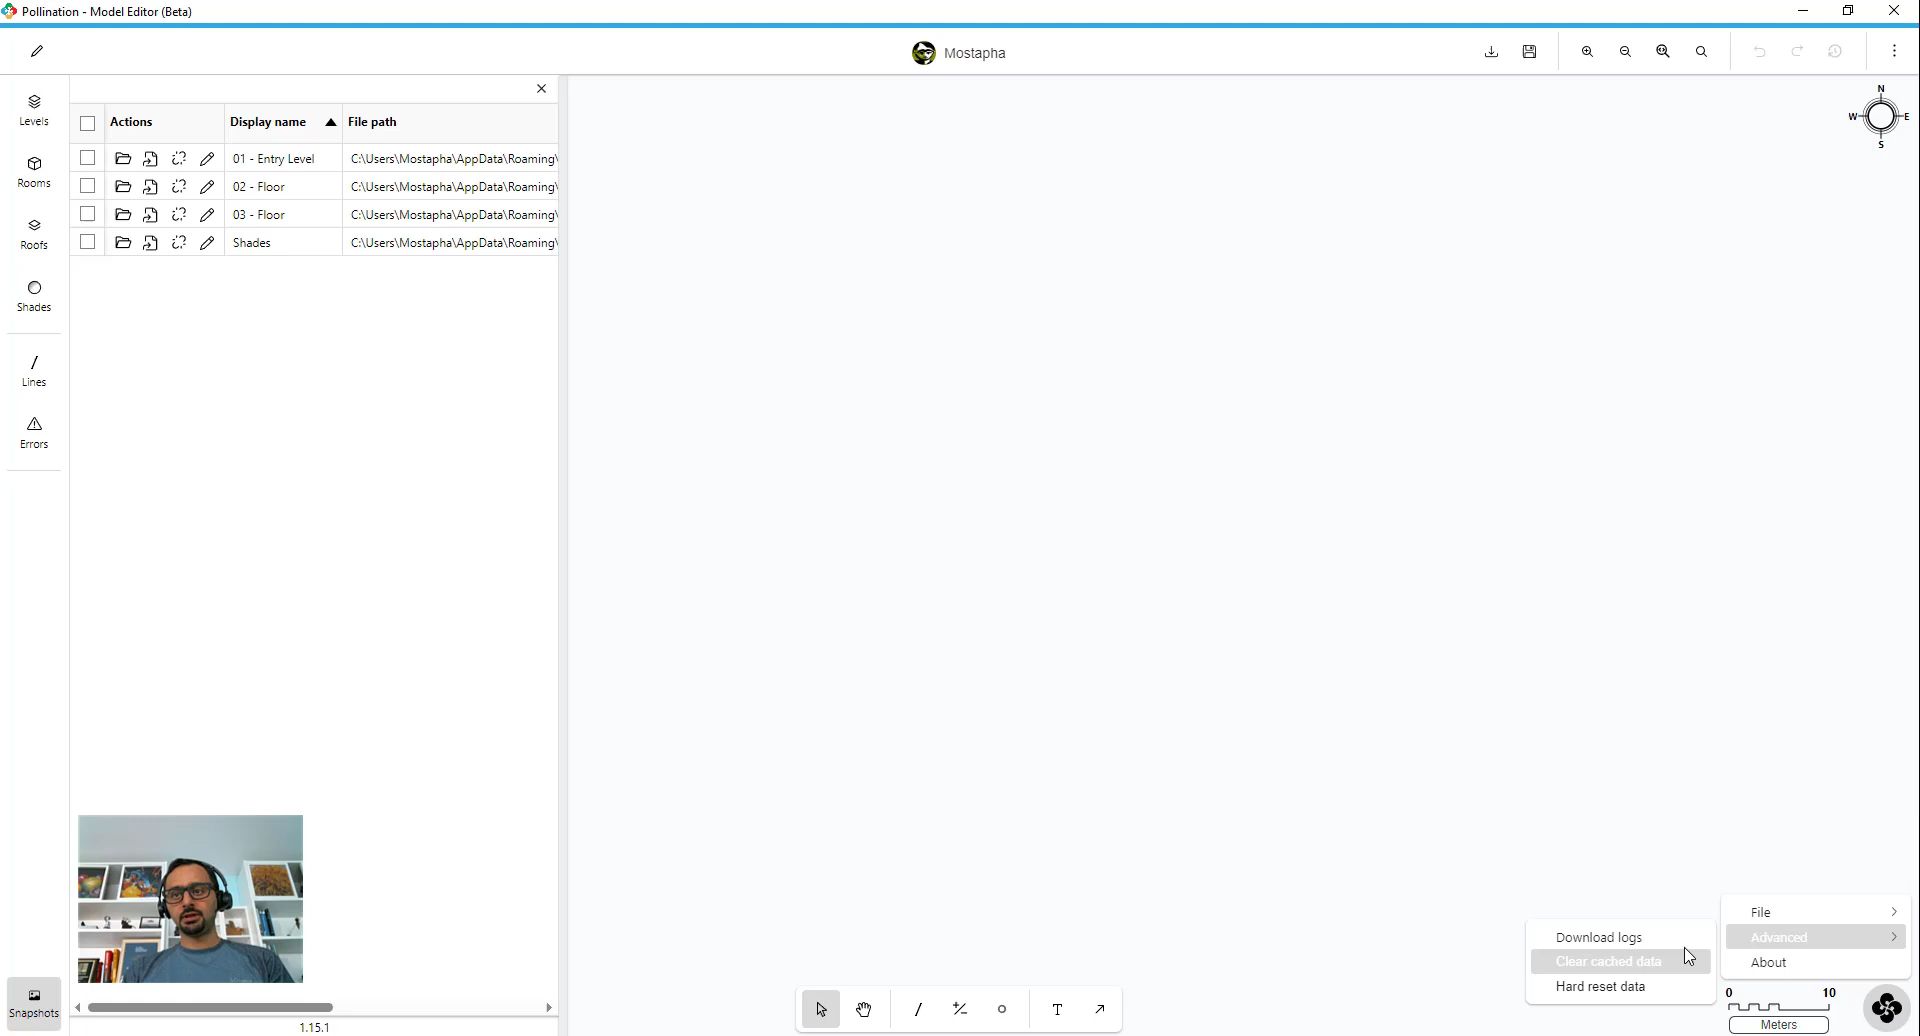 Pollination - Model Editor (Beta)
Mostapha
Levels
Rooms
Roofs
Shades
Lines
Errors
Snapshots
Actions
Display name
File path
01 - Entry Level
C:\Users\Mostapha\AppData\Roaming\
02 - Floor
C:\Users\Mostapha\AppData\Roaming\
03 - Floor
C:\Users\Mostapha\AppData\Roaming\
Shades
C:\Users\Mostapha\AppData\Roaming\
1.15.1
N
W
E
S
T
Download logs
Clear cached data
Hard reset data
File
Advanced
About
0 10
Meters